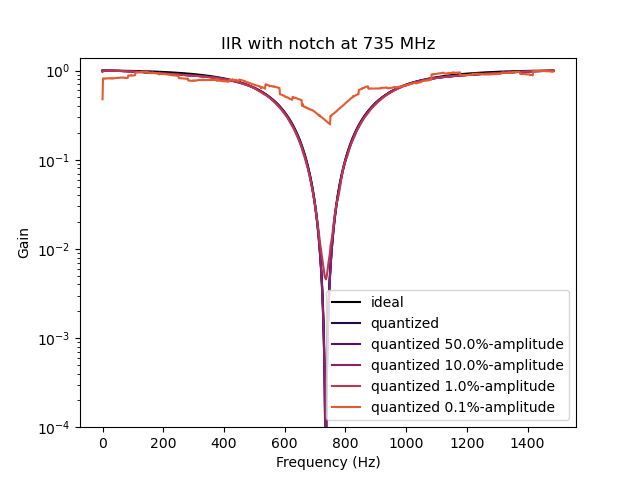 IIR with notch at 735 MHz
Gain
10⁰
10⁻¹
10⁻²
10⁻³
10⁻⁴
ideal
quantized
quantized 50.0%-amplitude
quantized 10.0%-amplitude
quantized 1.0%-amplitude
quantized 0.1%-amplitude
0 200 400 600 800 1000 1200 1400
Frequency (Hz)